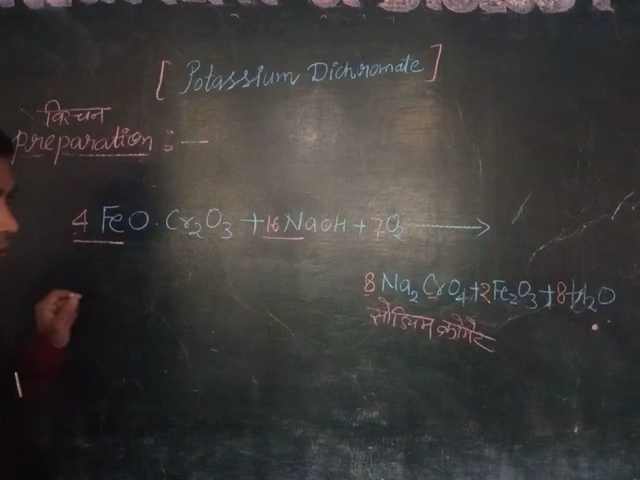 [ Potassium Dichromate ]
विरचन
Preparation :—
4 FeO·Cr₂O₃ + 16 NaOH + 7O₂ ⟶
8 Na₂CrO₄ + 2Fe₂O₃ + 8H₂O
सोडियम क्रोमेट